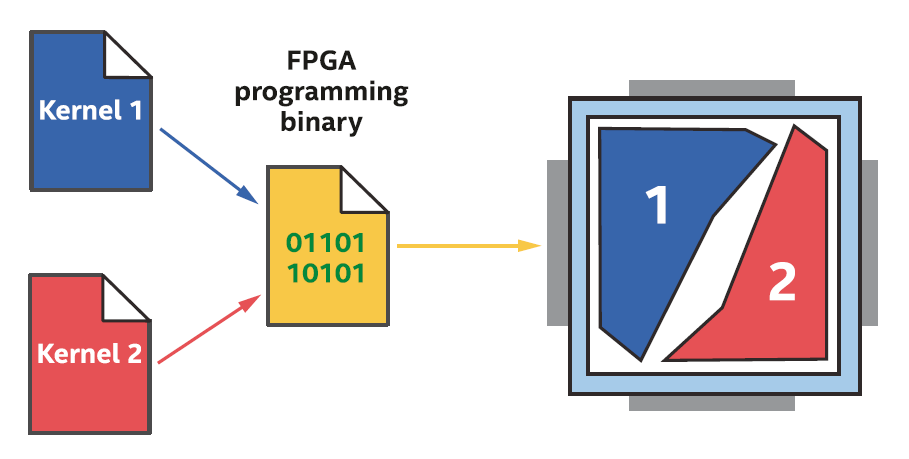 Kernel 1
FPGA
programming
binary
01101
10101
Kernel 2
1
2